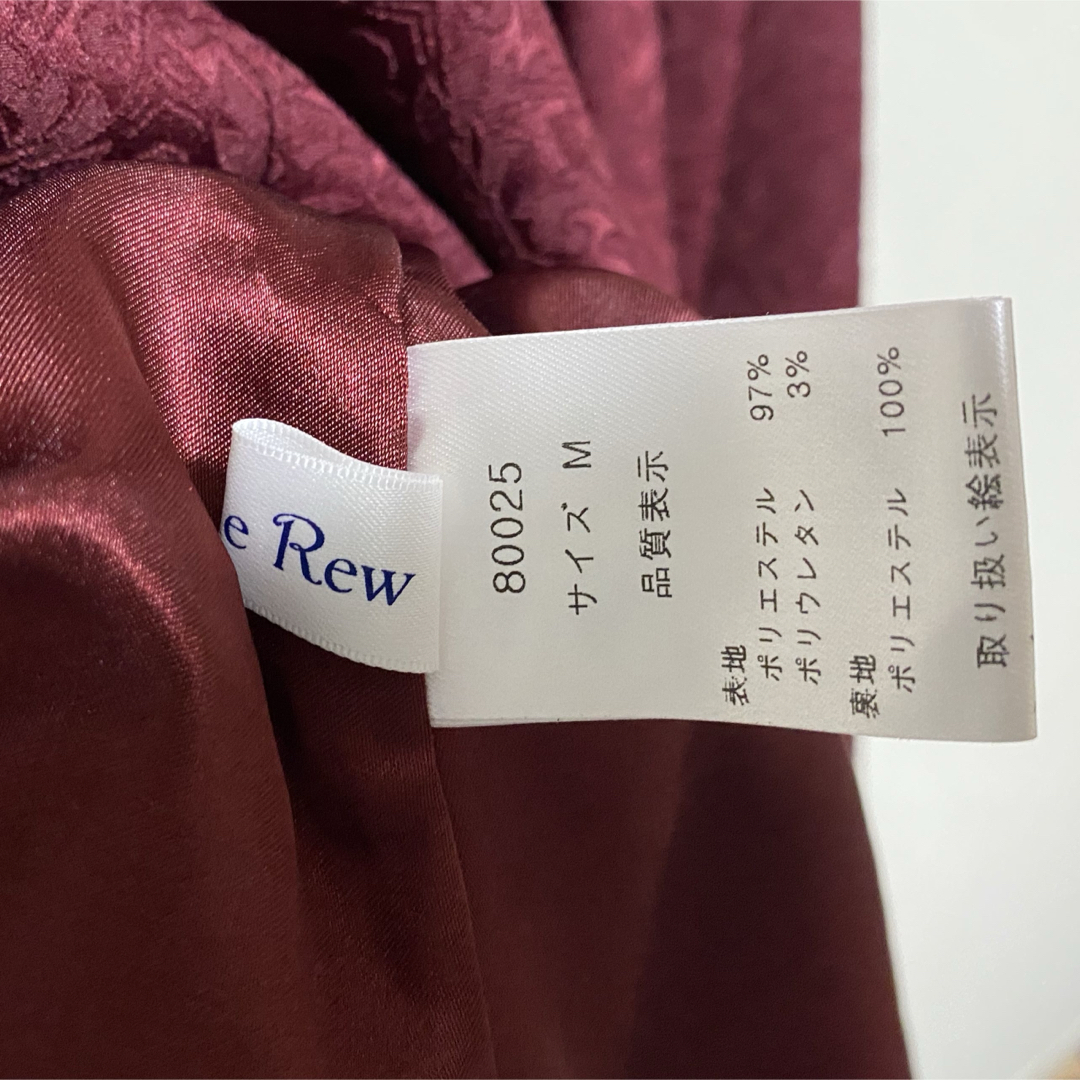 e Rew
80025
サイズ M
品質表示
表地
ポリエステル 97%
ポリウレタン 3%
裏地
ポリエステル 100%
取り扱い絵表示